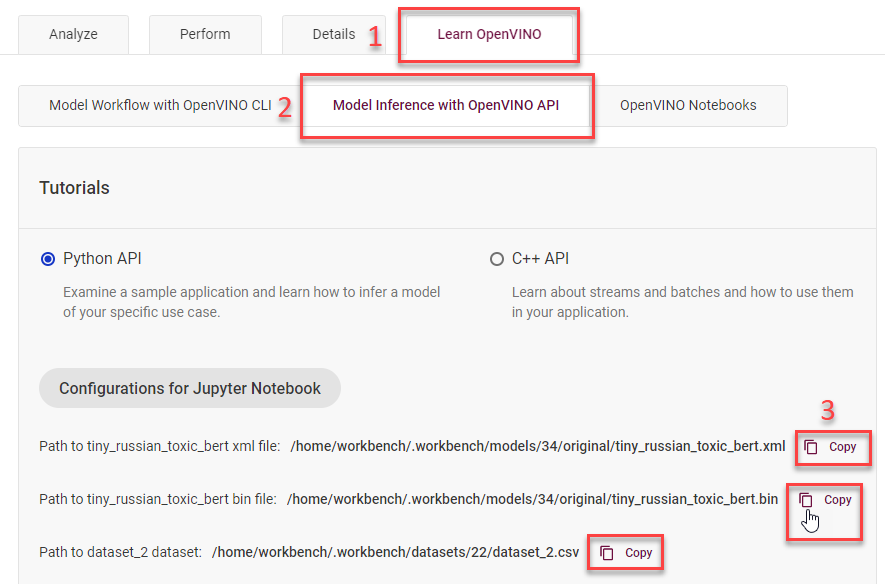 Analyze Perform Details 1 Learn OpenVINO
Model Workflow with OpenVINO CLI 2 Model Inference with OpenVINO API OpenVINO Notebooks
Tutorials
Python API C++ API
Examine a sample application and learn how to infer a model Learn about streams and batches and how to use them
of your specific use case. in your application.
Configurations for Jupyter Notebook
3
Path to tiny_russian_toxic_bert xml file: /home/workbench/.workbench/models/34/original/tiny_russian_toxic_bert.xml Copy
Path to tiny_russian_toxic_bert bin file: /home/workbench/.workbench/models/34/original/tiny_russian_toxic_bert.bin Copy
Path to dataset_2 dataset: /home/workbench/.workbench/datasets/22/dataset_2.csv Copy